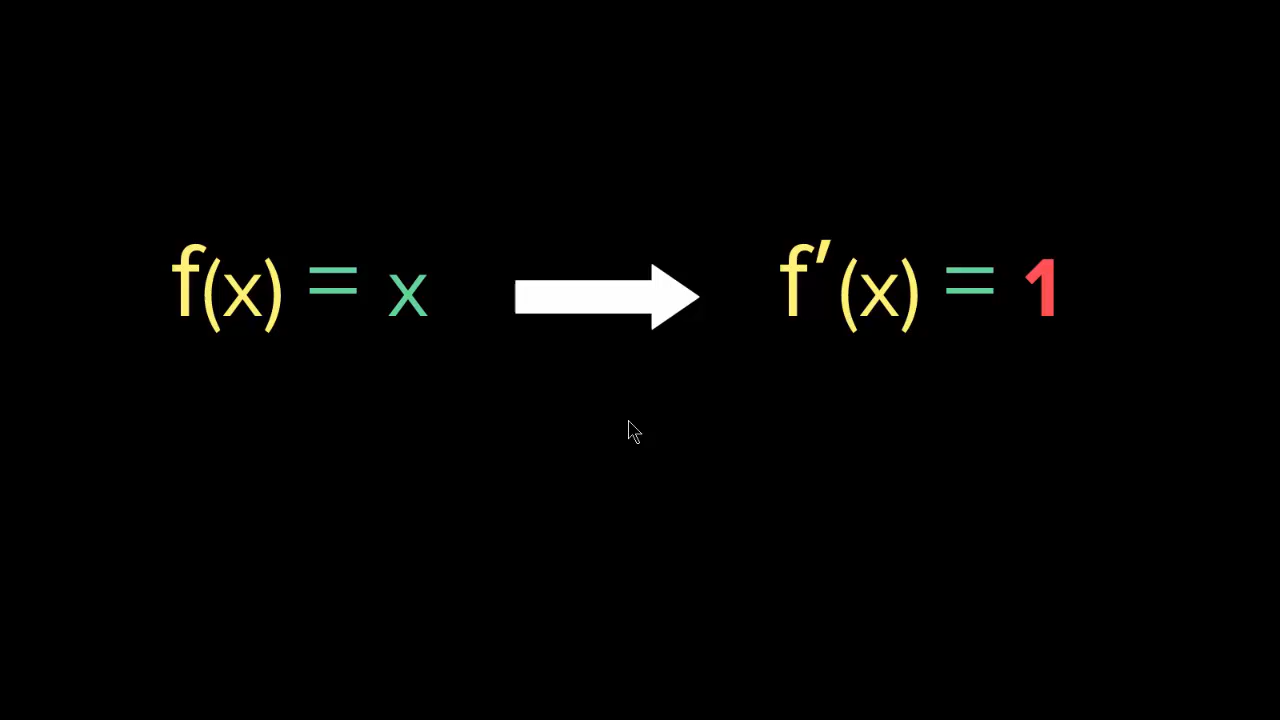 f(x) = x f′(x) = 1